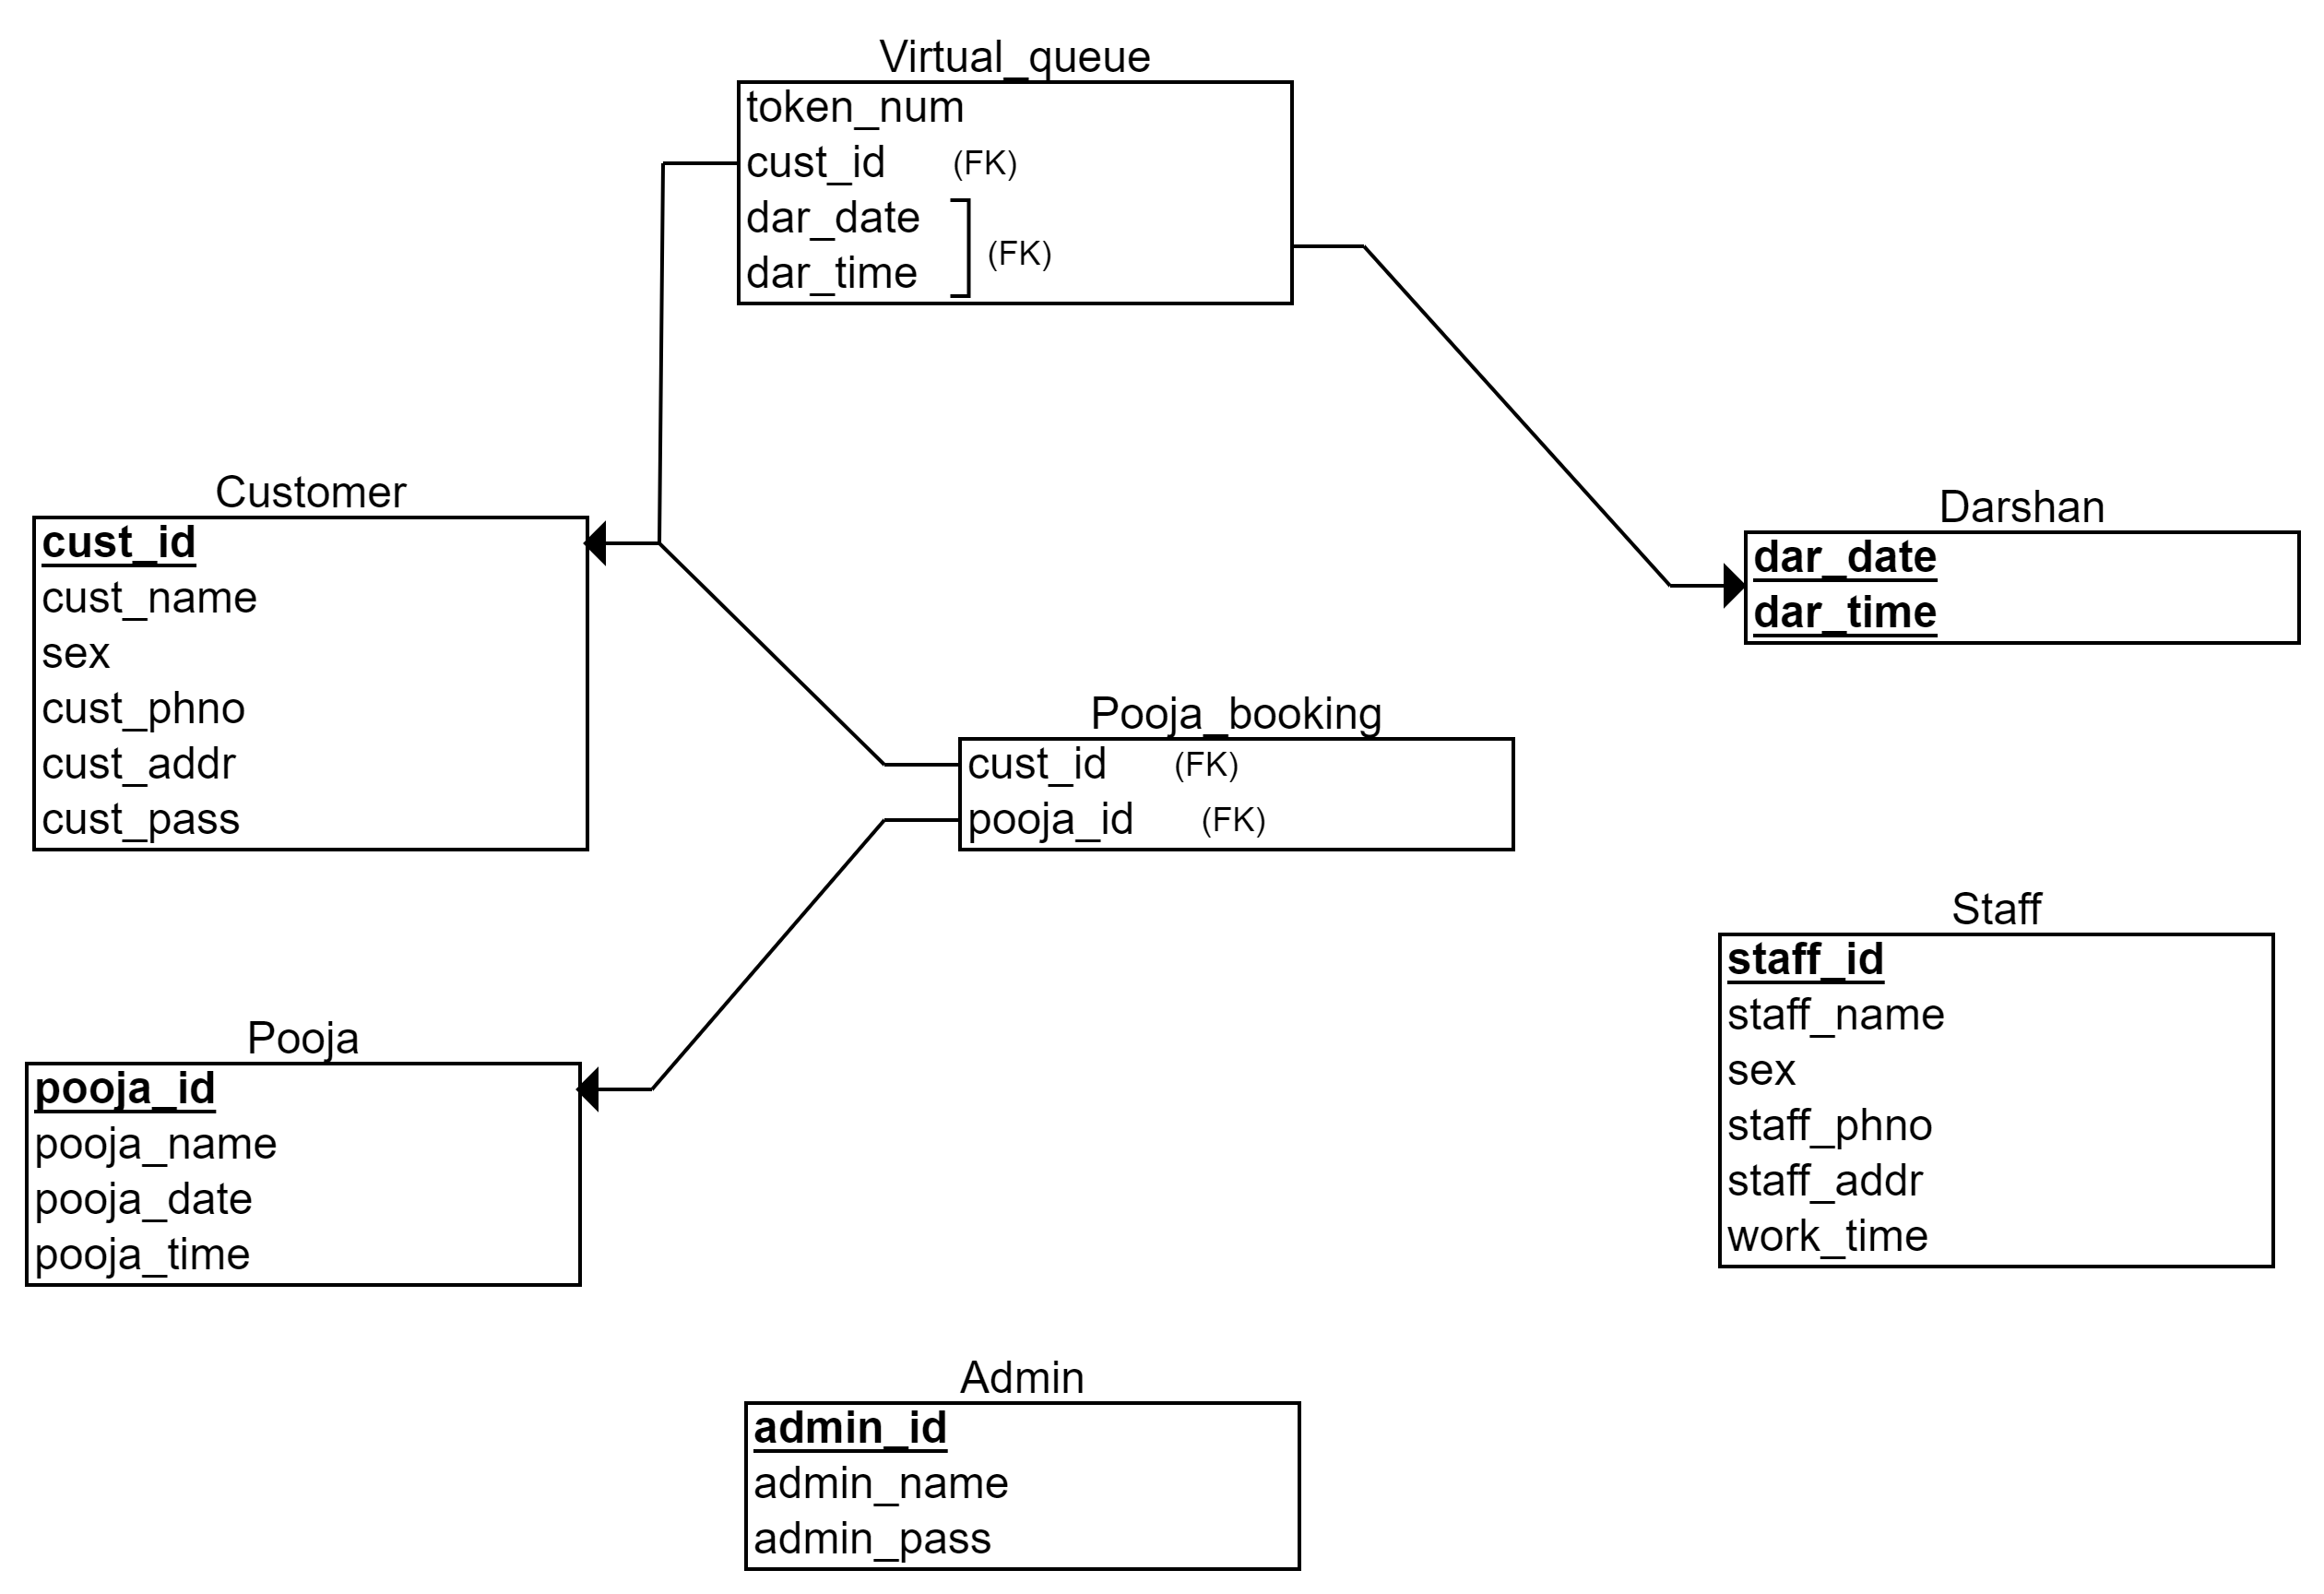 Virtual_queue
token_num
cust_id (FK)
dar_date
dar_time
(FK)
Customer
cust_id
cust_name
sex
cust_phno
cust_addr
cust_pass
Darshan
dar_date
dar_time
Pooja_booking
cust_id (FK)
pooja_id (FK)
Staff
staff_id
staff_name
sex
staff_phno
staff_addr
work_time
Pooja
pooja_id
pooja_name
pooja_date
pooja_time
Admin
admin_id
admin_name
admin_pass